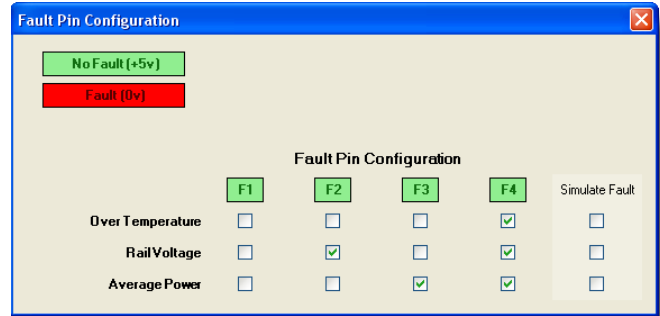 Fault Pin Configuration
No Fault (+5v)
Fault (0v)
Fault Pin Configuration
F1 F2 F3 F4 Simulate Fault
Over Temperature
Rail Voltage
Average Power